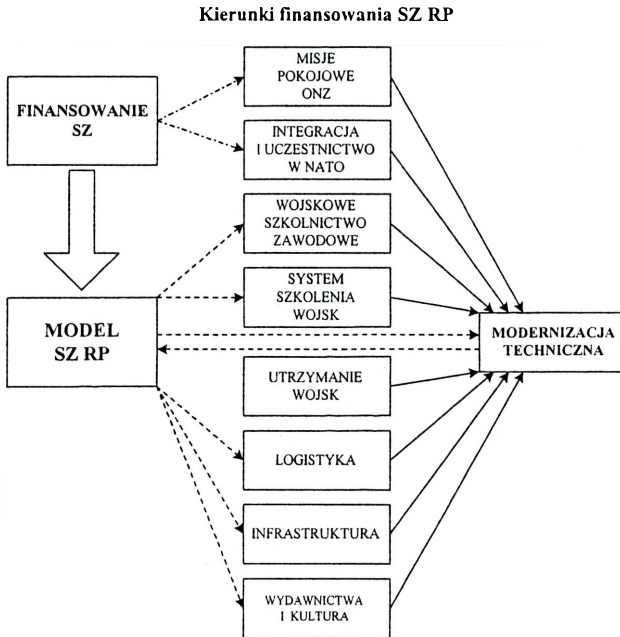 Kierunki finansowania SZ RP
MISJE
POKOJOWE
ONZ
FINANSOWANIE
SZ
INTEGRACJA
I UCZESTNICTWO
W NATO
WOJSKOWE
SZKOLNICTWO
ZAWODOWE
SYSTEM
SZKOLENIA
WOJSK
MODEL
SZ RP
MODERNIZACJA
TECHNICZNA
UTRZYMANIE
WOJSK
LOGISTYKA
INFRASTRUKTURA
WYDAWNICTWA
I KULTURA